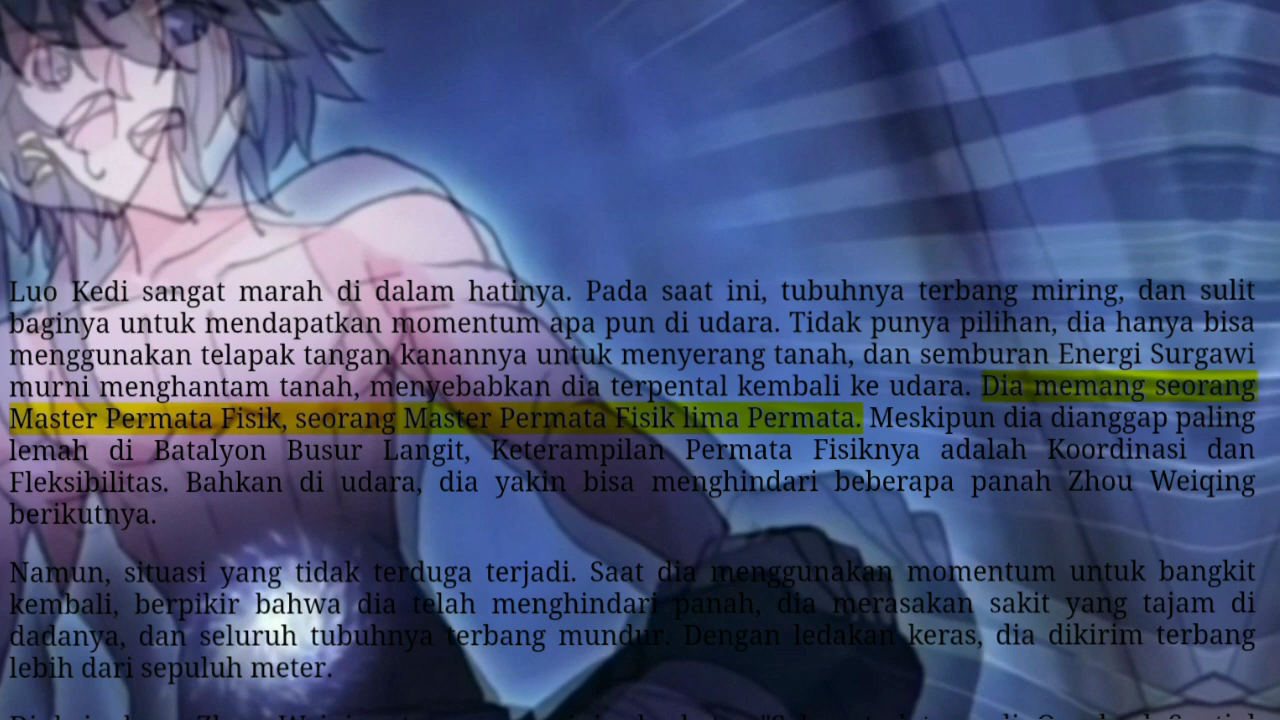 Luo Kedi sangat marah di dalam hatinya. Pada saat ini, tubuhnya terbang miring, dan sulit
baginya untuk mendapatkan momentum apa pun di udara. Tidak punya pilihan, dia hanya bisa
menggunakan telapak tangan kanannya untuk menyerang tanah, dan semburan Energi Surgawi
murni menghantam tanah, menyebabkan dia terpental kembali ke udara. Dia memang seorang
Master Permata Fisik, seorang Master Permata Fisik lima Permata. Meskipun dia dianggap paling
lemah di Batalyon Busur Langit, Keterampilan Permata Fisiknya adalah Koordinasi dan
Fleksibilitas. Bahkan di udara, dia yakin bisa menghindari beberapa panah Zhou Weiqing
berikutnya.
Namun, situasi yang tidak terduga terjadi. Saat dia menggunakan momentum untuk bangkit
kembali, berpikir bahwa dia telah menghindari panah, dia merasakan sakit yang tajam di
dadanya, dan seluruh tubuhnya terbang mundur. Dengan ledakan keras, dia dikirim terbang
lebih dari sepuluh meter.